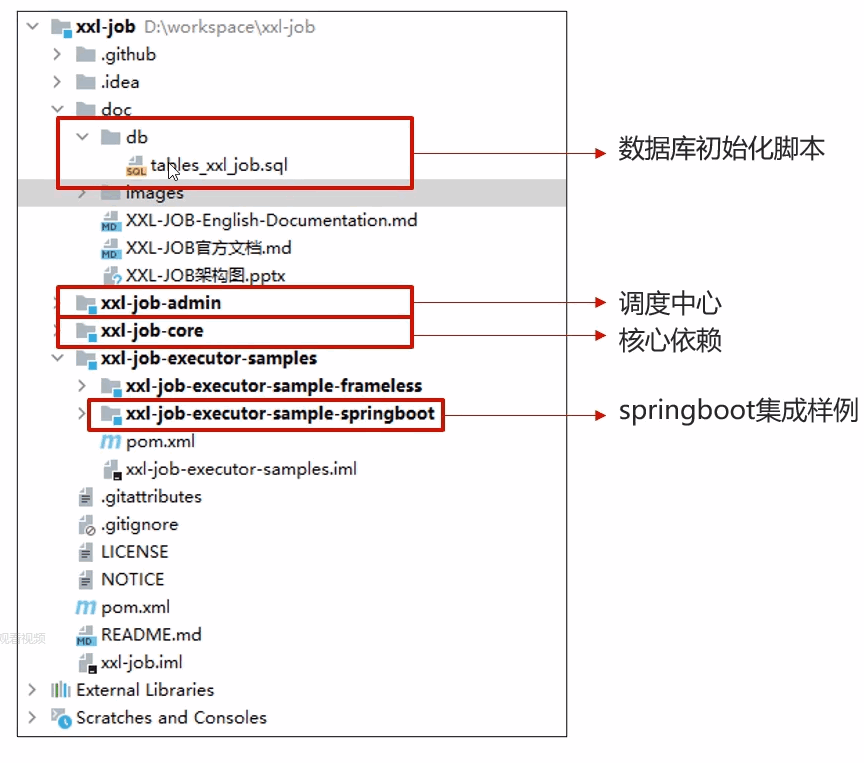 xxl-job D:\workspace\xxl-job
.github
.idea
doc
db
数据库初始化脚本
SQL tables_xxl_job.sql
images
MD XXL-JOB-English-Documentation.md
MD XXL-JOB官方文档.md
XXL-JOB架构图.pptx
xxl-job-admin
调度中心
xxl-job-core
核心依赖
xxl-job-executor-samples
xxl-job-executor-sample-frameless
xxl-job-executor-sample-springboot
springboot集成样例
m pom.xml
xxl-job-executor-samples.iml
.gitattributes
.gitignore
LICENSE
NOTICE
m pom.xml
观看视频
MD README.md
xxl-job.iml
External Libraries
Scratches and Consoles